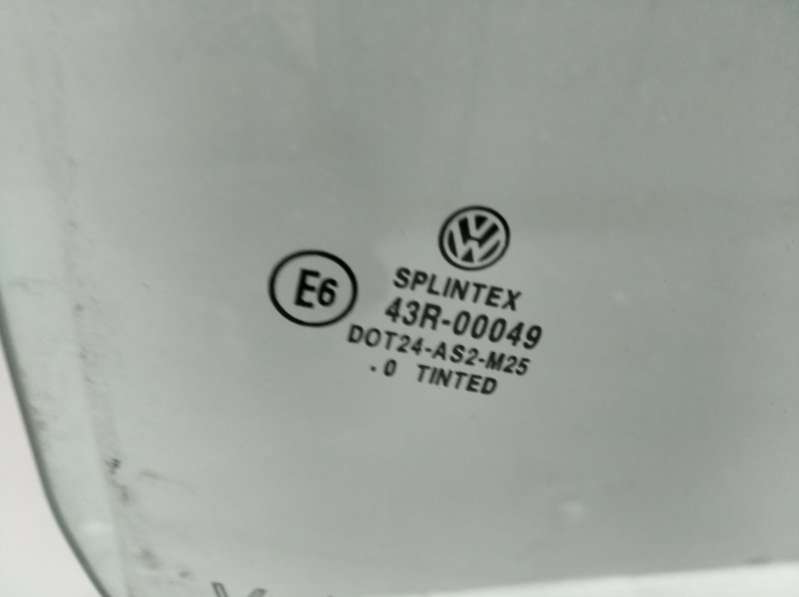 E6
SPLINTEX
43R-00049
DOT24-AS2-M25
.0 TINTED